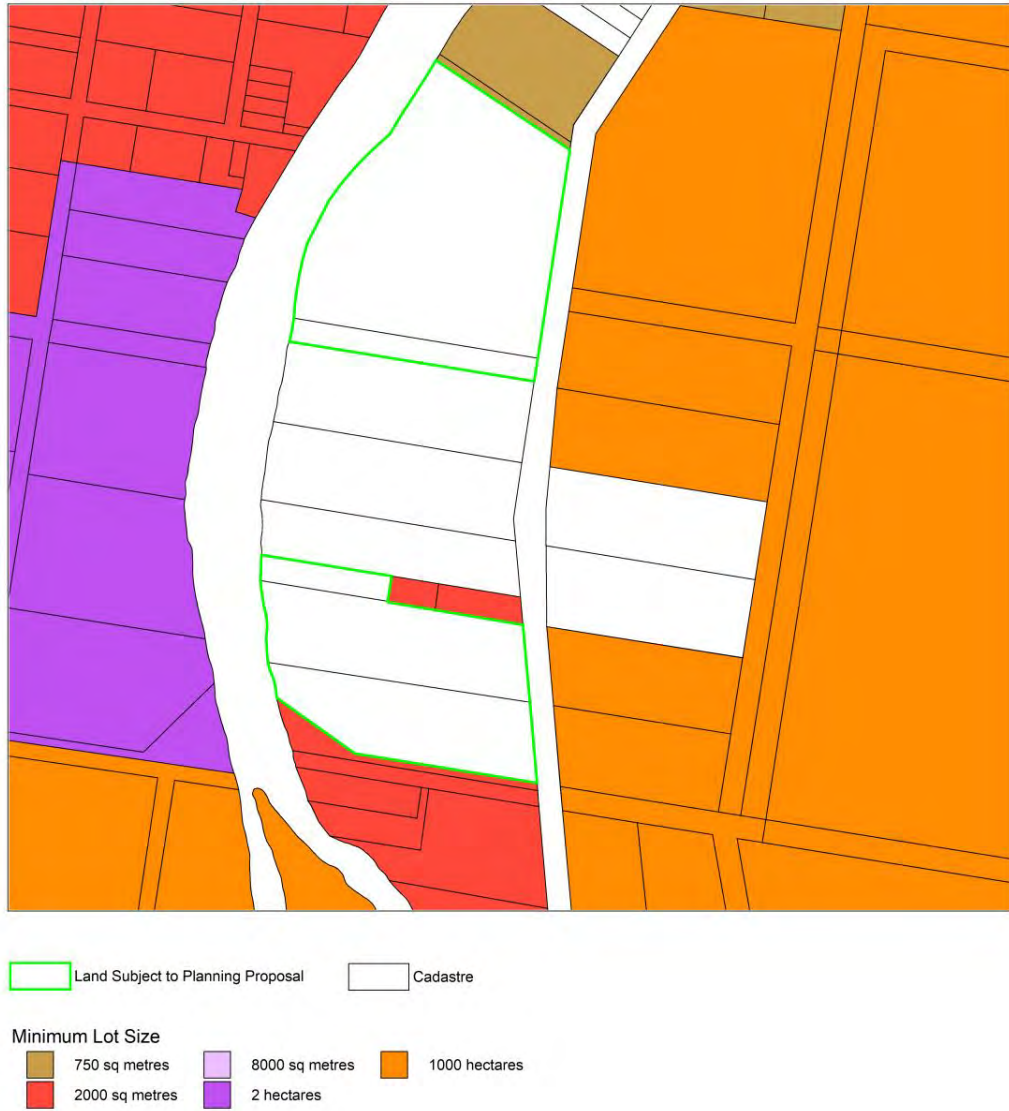 Land Subject to Planning Proposal
Cadastre
Minimum Lot Size
750 sq metres
8000 sq metres
1000 hectares
2000 sq metres
2 hectares